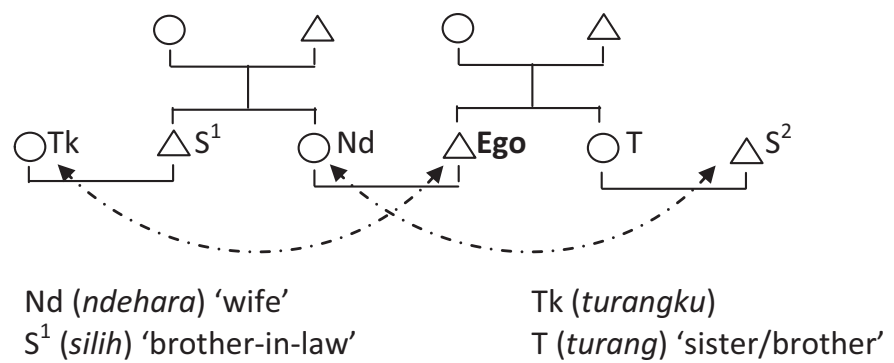 Tk S¹ Nd Ego T S²
Nd (ndehara) ‘wife’ Tk (turangku)
S¹ (silih) ‘brother-in-law’ T (turang) ‘sister/brother’